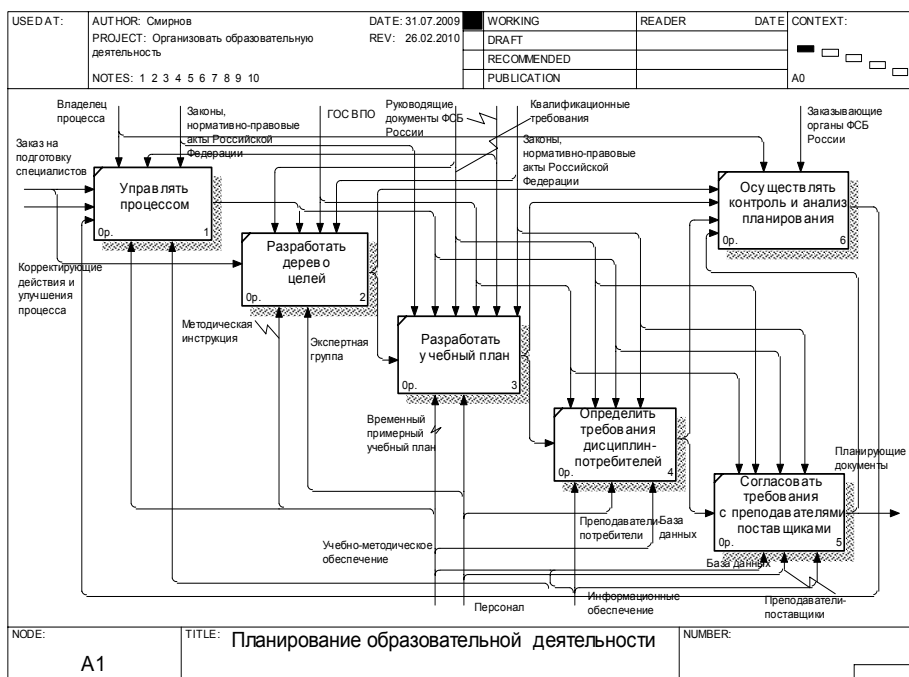 USED AT:
AUTHOR: Смирнов
DATE: 31.07.2009
REV: 26.02.2010
PROJECT: Организовать образовательную
деятельность
NOTES: 1 2 3 4 5 6 7 8 9 10
WORKING
DRAFT
RECOMMENDED
PUBLICATION
READER
DATE
CONTEXT:
A0
Владелец
процесса
Законы,
нормативно-правовые
акты Российской
Федерации
ГОС ВПО
Руководящие
документы ФСБ
России
Квалификационные
требования
Законы,
нормативно-правовые
акты Российской
Федерации
Заказывающие
органы ФСБ
России
Заказ на
подготовку
специалистов
Управлять
процессом
0р.
1
Осуществлять
контроль и анализ
планирования
0р.
6
Корректирующие
действия и
улучшения
процесса
Разработать
дерево
целей
0р.
2
Методическая
инструкция
Экспертная
группа
Разработать
учебный план
0р.
3
Временный
примерный
учебный план
Определить
требования
дисциплин-
потребителей
0р.
4
Планирующие
документы
Согласовать
требования
с преподавателями
поставщиками
0р.
5
Преподаватели-
потребители
База
данных
Учебно-методическое
обеспечение
База данных
Персонал
Информационные
обеспечение
Преподаватели-
поставщики
NODE:
A1
TITLE:
Планирование образовательной деятельности
NUMBER: